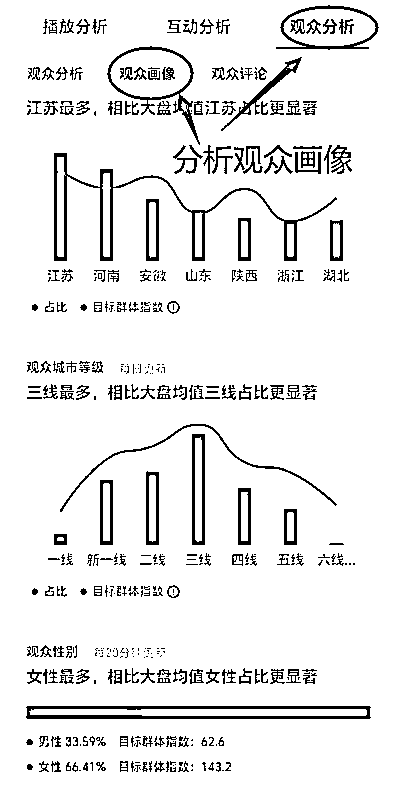 播放分析 互动分析 观众分析
观众分析 观众画像 观众评论
江苏最多，相比大盘均值江苏占比更显著
分析观众画像
江苏 河南 安徽 山东 陕西 浙江 湖北
占比 目标群体指数
观众城市等级
三线最多，相比大盘均值三线占比更显著
一线 新一线 二线 三线 四线 五线 六线...
占比 目标群体指数
观众性别
女性最多，相比大盘均值女性占比更显著
男性 33.59% 目标群体指数：62.6
女性 66.41% 目标群体指数：143.2